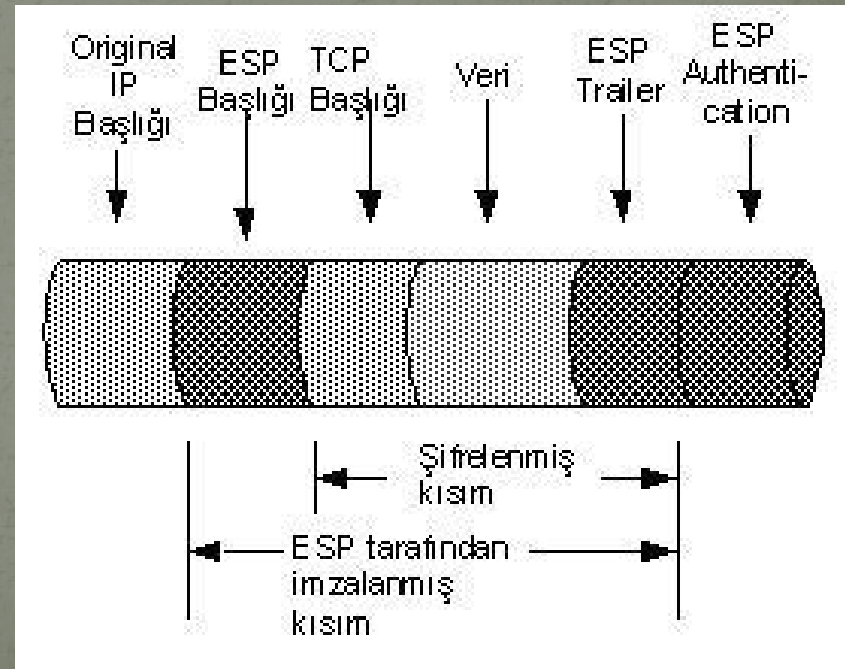 Original
IP
Başlığı
ESP
Başlığı
TCP
Başlığı
Veri
ESP
Trailer
ESP
Authenti-
cation
Şifrelenmiş
kısım
ESP tarafından
imzalanmış
kısım